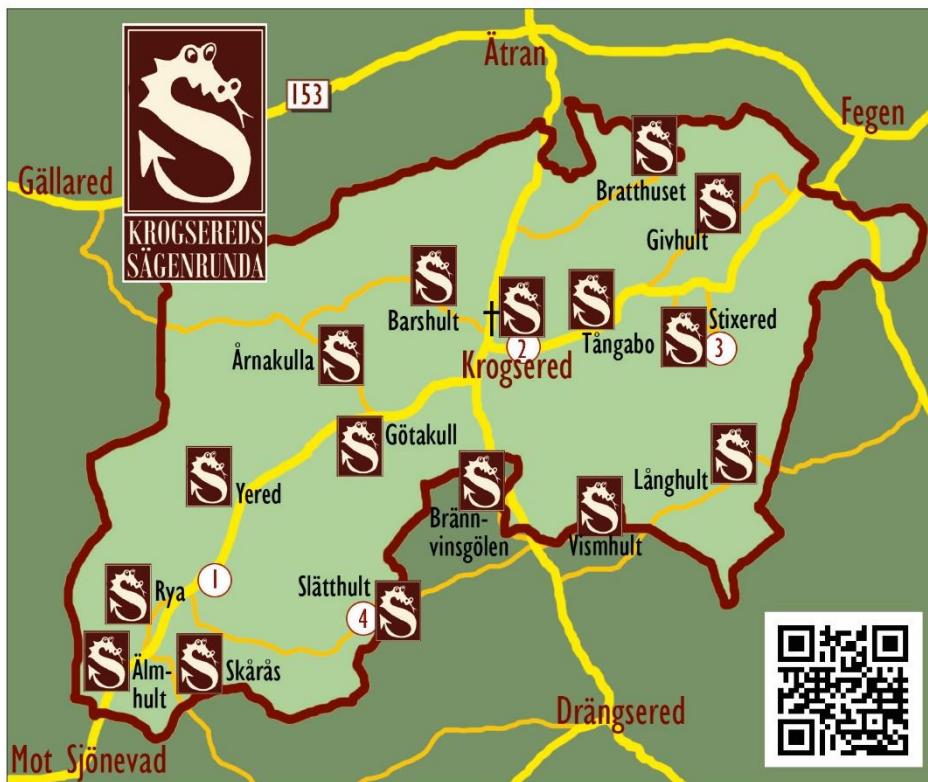 Ätran
153
Fegen
Gällared
Bratthuset
KROGSEREDS
SÄGENRUNDA
Givhult
Barshult
Stixered
Tångabo
2
3
Årnakulla
Krogsered
Götakull
Långhult
Yered
Bränn-
vinsgölen
Vismhult
Slätthult
1
Rya
4
Älm-
hult
Skårås
Drängsered
Mot Sjönevad